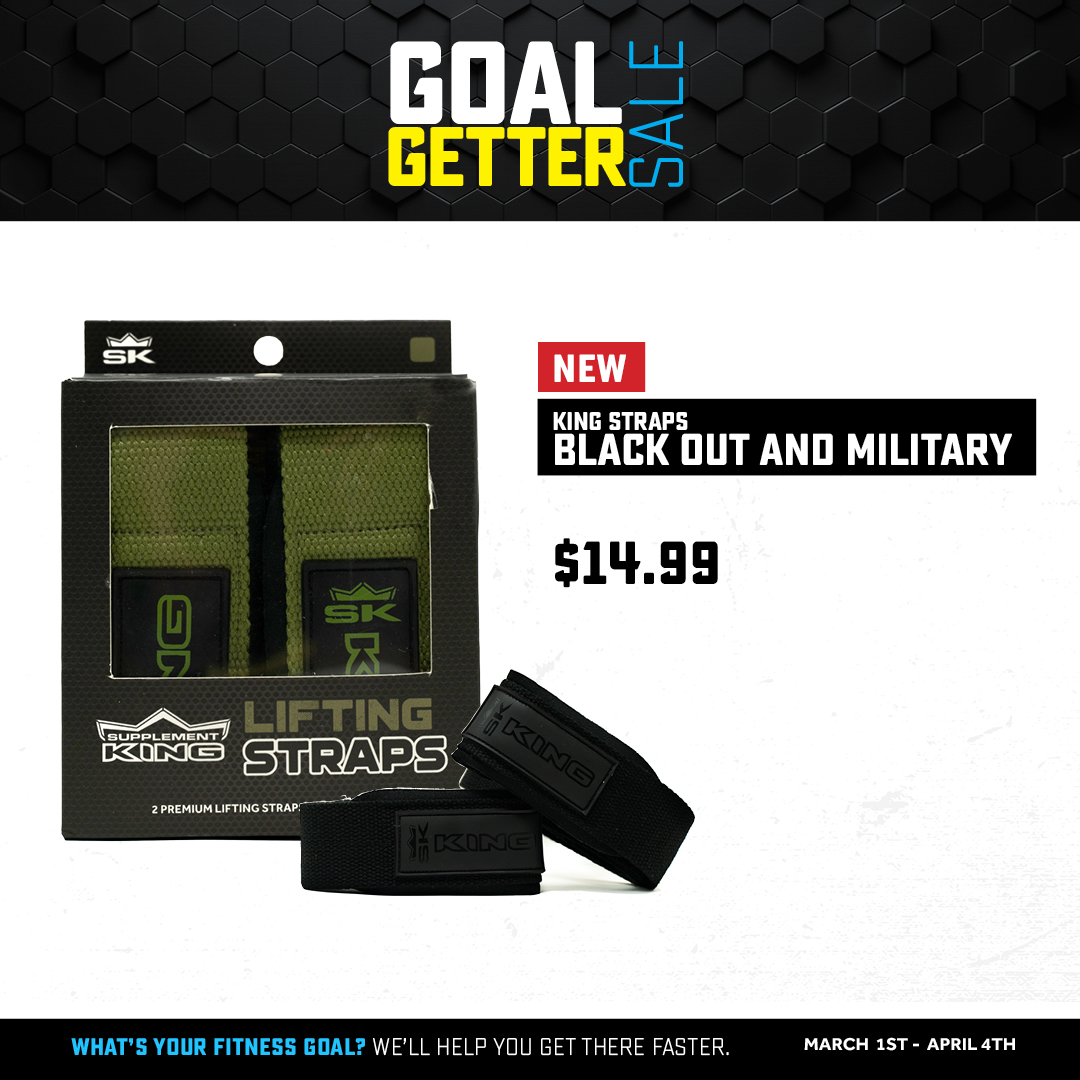 GOAL
GETTER
SALE
SK
NEW
KING STRAPS
BLACK OUT AND MILITARY
$14.99
SK
SUPPLEMENT
KING
LIFTING
STRAPS
2 PREMIUM LIFTING
SK KING
SK KING
WHAT'S YOUR FITNESS GOAL? WE'LL HELP YOU GET THERE FASTER.
MARCH 1ST - APRIL 4TH